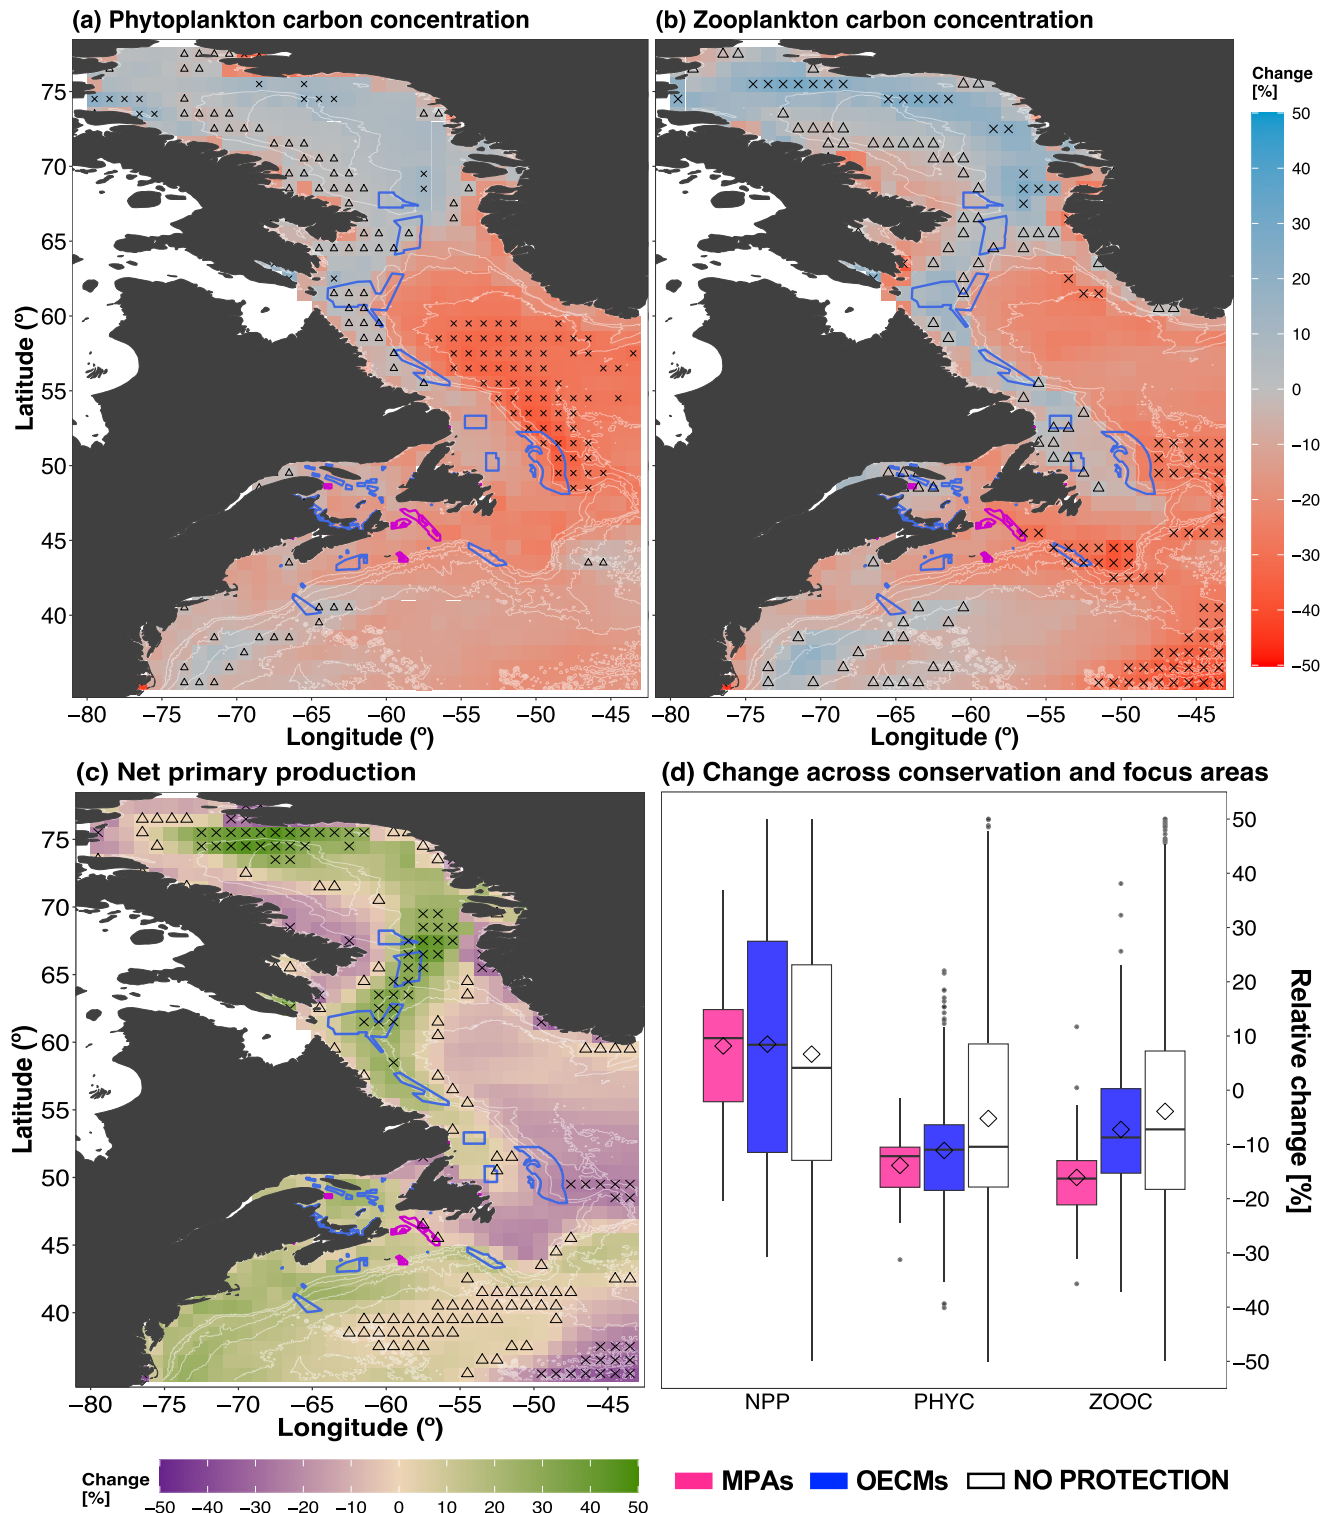 (a) Phytoplankton carbon concentration
(b) Zooplankton carbon concentration
Change
[%]
50
40
30
20
10
0
−10
−20
−30
−40
−50
Latitude (º)
75
70
65
60
55
50
45
40
−80 −75 −70 −65 −60 −55 −50 −45
Longitude (º)
−80 −75 −70 −65 −60 −55 −50 −45
Longitude (º)
(c) Net primary production
(d) Change across conservation and focus areas
Latitude (º)
75
70
65
60
55
50
45
40
−80 −75 −70 −65 −60 −55 −50 −45
Longitude (º)
50
40
30
20
10
0
−10
−20
−30
−40
−50
Relative change [%]
NPP PHYC ZOOC
Change
[%]
−50 −40 −30 −20 −10 0 10 20 30 40 50
MPAs OECMs NO PROTECTION